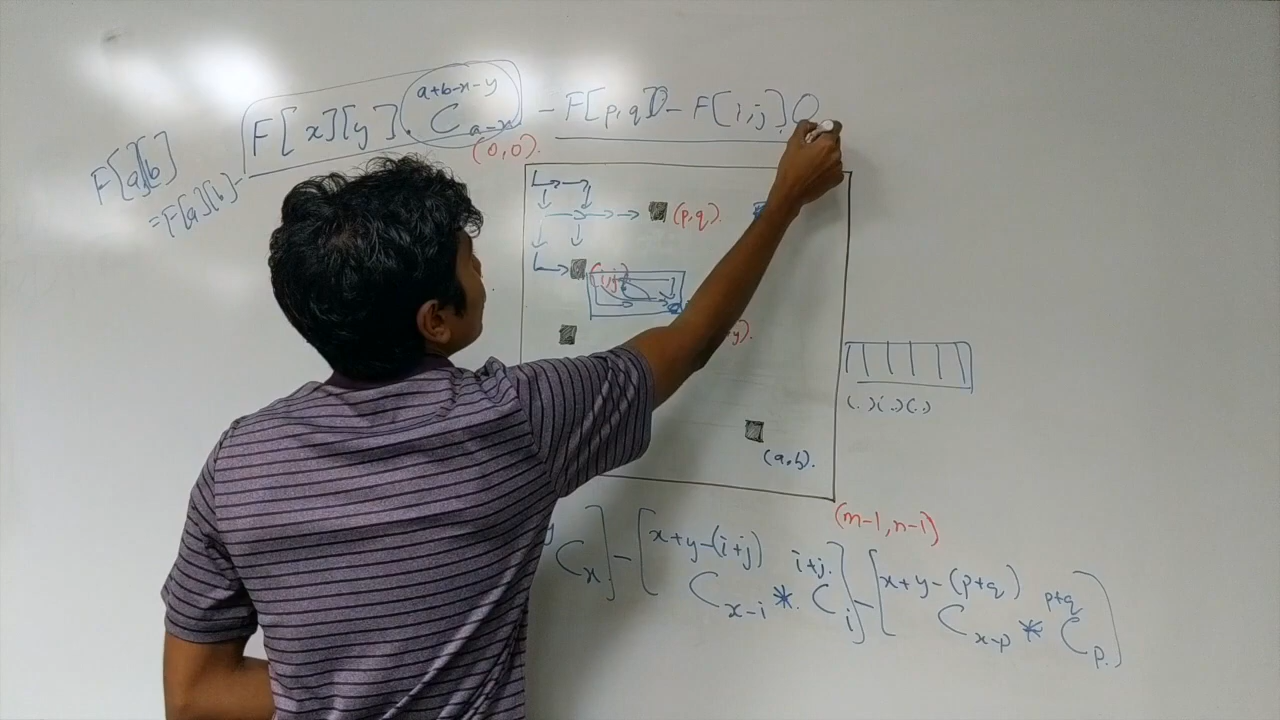 F[a][b]
= F[a][b] - F[x][y] . a+b-x-y C a-x - F[p,q]() - F[i,j]()
(0,0).
(p,q).
(i,j)
y).
(a,b).
(.)(.)(.)
(m-1,n-1)
y C x ] - [ x+y-(i+j) C x-i * i+j. C i ] - [ x+y-(p+q) C x-p * p+q C p. ]